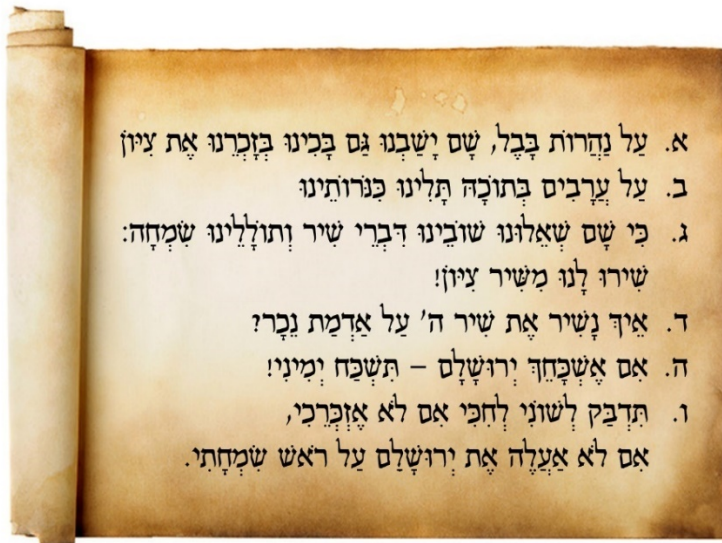 א. עַל נַהֲרוֹת בָּבֶל, שָׁם יָשַׁבְנוּ גַּם בָּכִינוּ בְּזָכְרֵנוּ אֶת צִיּוֹן
ב. עַל עֲרָבִים בְּתוֹכָהּ תָּלִינוּ כִּנֹּרוֹתֵינוּ
ג. כִּי שָׁם שְׁאֵלוּנוּ שׁוֹבֵינוּ דִּבְרֵי שִׁיר וְתוֹלָלֵינוּ שִׂמְחָה:
שִׁירוּ לָנוּ מִשִּׁיר צִיּוֹן!
ד. אֵיךְ נָשִׁיר אֶת שִׁיר ה' עַל אַדְמַת נֵכָר?
ה. אִם אֶשְׁכָּחֵךְ יְרוּשָׁלִָם – תִּשְׁכַּח יְמִינִי!
ו. תִּדְבַּק לְשׁוֹנִי לְחִכִּי אִם לֹא אֶזְכְּרֵכִי,
אִם לֹא אַעֲלֶה אֶת יְרוּשָׁלִַם עַל רֹאשׁ שִׂמְחָתִי.